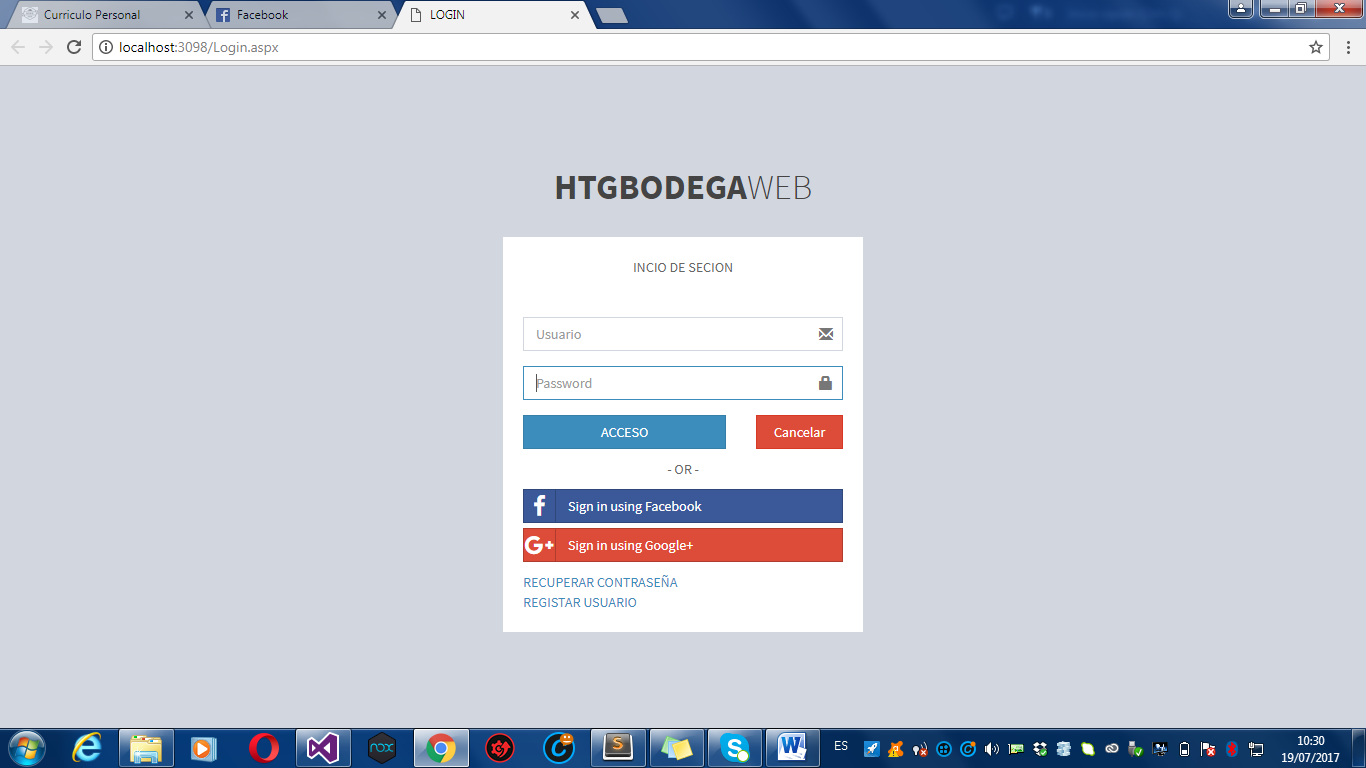 Curriculo Personal
Facebook
LOGIN
localhost:3098/Login.aspx
HTGBODEGAWEB
INCIO DE SECION
Usuario
Password
ACCESO
Cancelar
- OR -
Sign in using Facebook
G+ Sign in using Google+
RECUPERAR CONTRASEÑA
REGISTAR USUARIO
nox
ES
10:30
19/07/2017